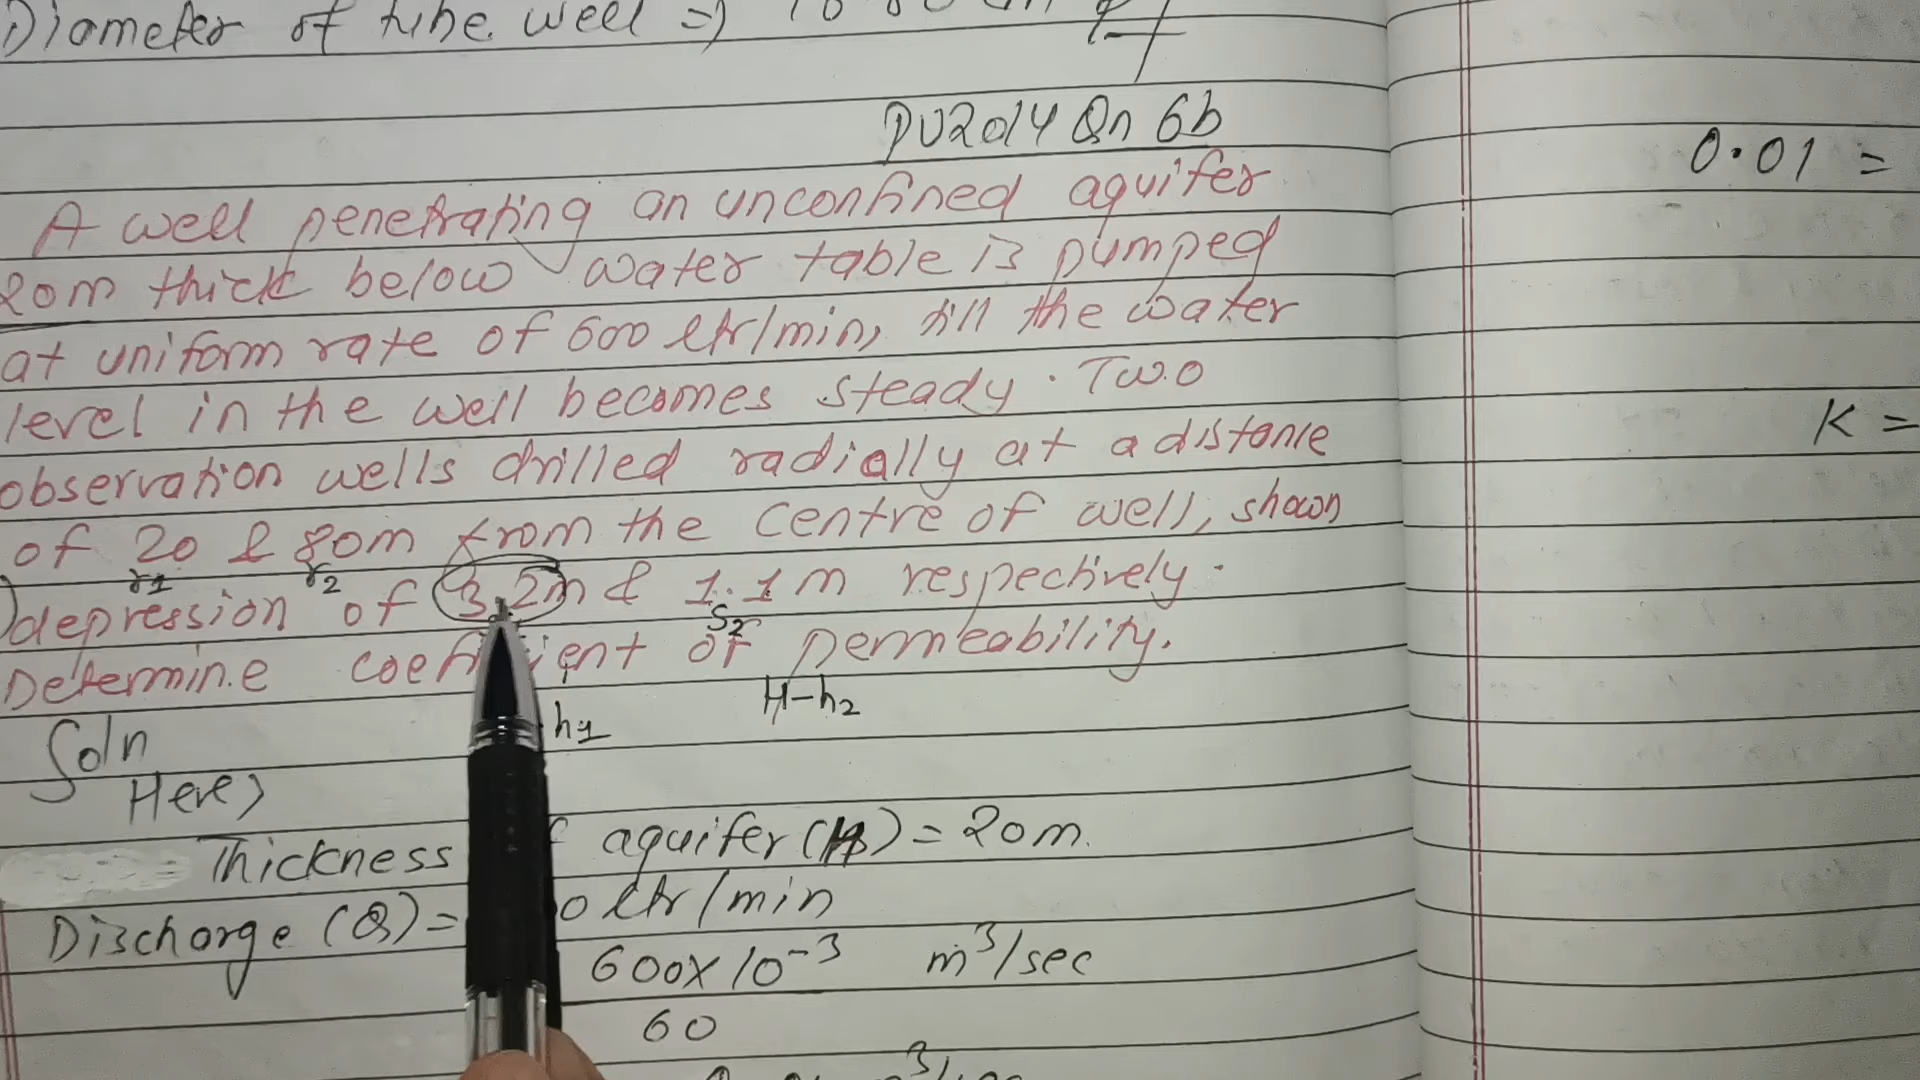 Diameter of tube well =)
PU2014 Qn 6b
0.01 =
A well penetrating an unconfined aquifer
20m thick below water table is pumped
at uniform rate of 600 ltr/min, till the water
level in the well becomes steady. Two
K =
observation wells drilled radially at a distance
of 20 & 80m from the centre of well, shown
r1 r2
depression of 3.2m & 1.1m respectively.
S2
Determine coefficient of permeability.
h1 H-h2
Soln
Here,
Thickness aquifer (H) = 20m.
Discharge (Q) = 0 ltr/min
600x10-3 m3/sec
60